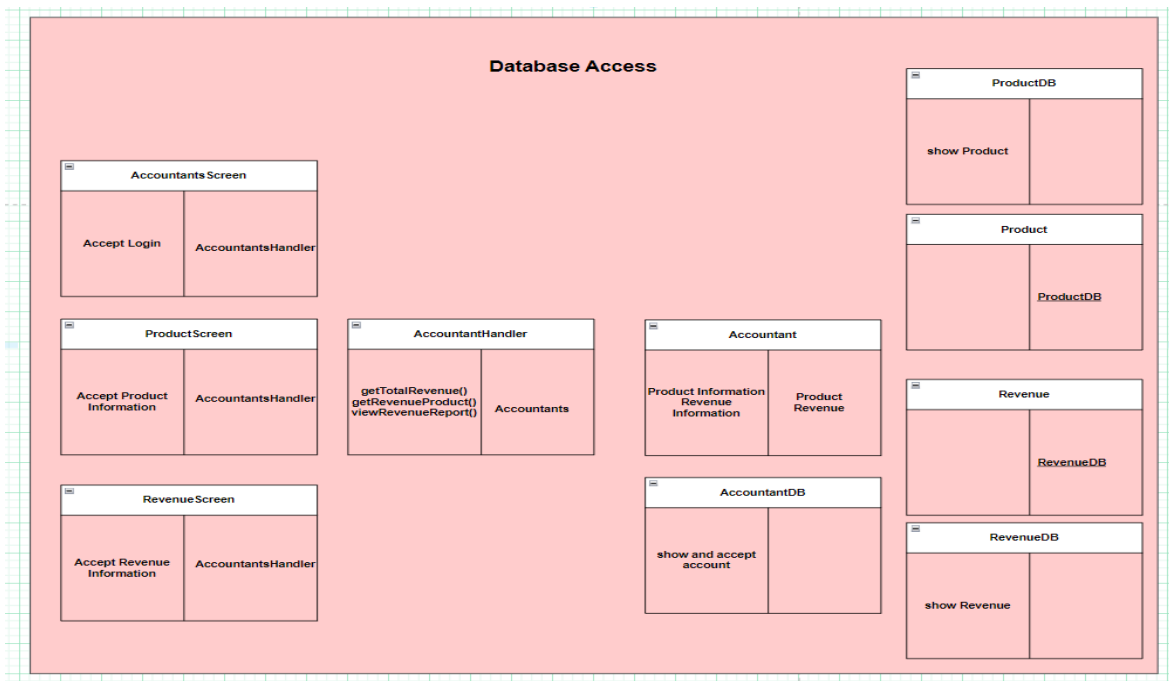 Database Access
AccountantsScreen
Accept Login
AccountantsHandler
ProductScreen
Accept Product
Information
AccountantsHandler
RevenueScreen
Accept Revenue
Information
AccountantsHandler
AccountantHandler
getTotalRevenue()
getRevenueProduct()
viewRevenueReport()
Accountants
Accountant
Product Information
Revenue
Information
Product
Revenue
AccountantDB
show and accept
account
ProductDB
show Product
Product
ProductDB
Revenue
RevenueDB
RevenueDB
show Revenue